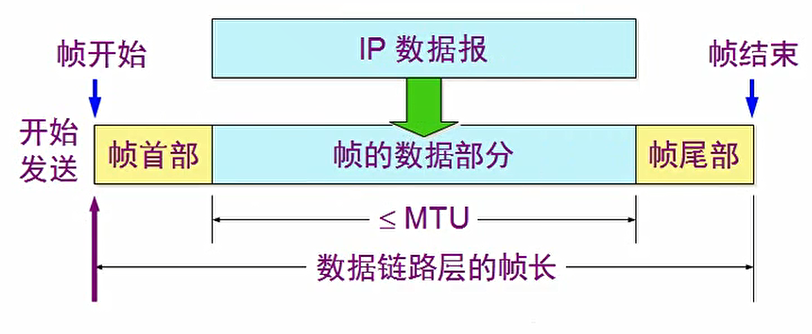 IP 数据报
帧开始
帧结束
开始
发送
帧首部
帧的数据部分
帧尾部
≤ MTU
数据链路层的帧长